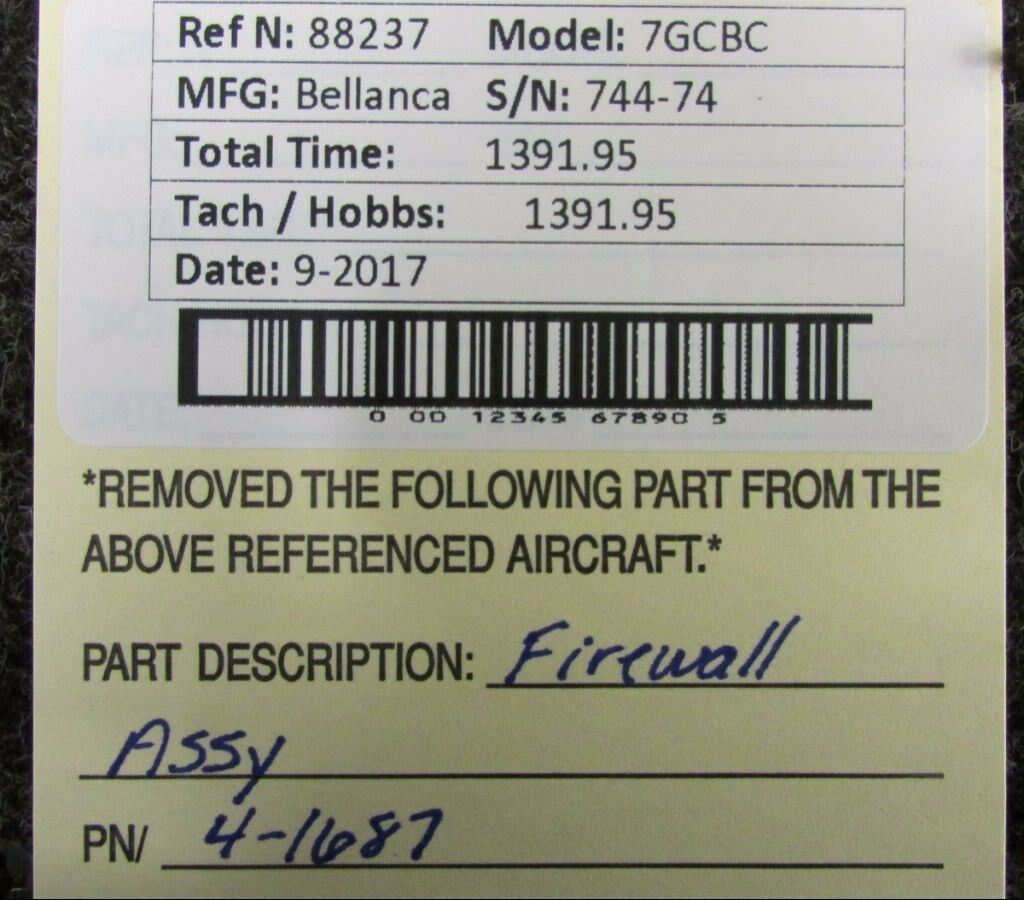 Ref N: 88237 Model: 7GCBC
MFG: Bellanca S/N: 744-74
Total Time: 1391.95
Tach / Hobbs: 1391.95
Date: 9-2017
0 00 12345 67890 5
*REMOVED THE FOLLOWING PART FROM THE
ABOVE REFERENCED AIRCRAFT.*
PART DESCRIPTION: Firewall
Assy
PN/ 4-1687